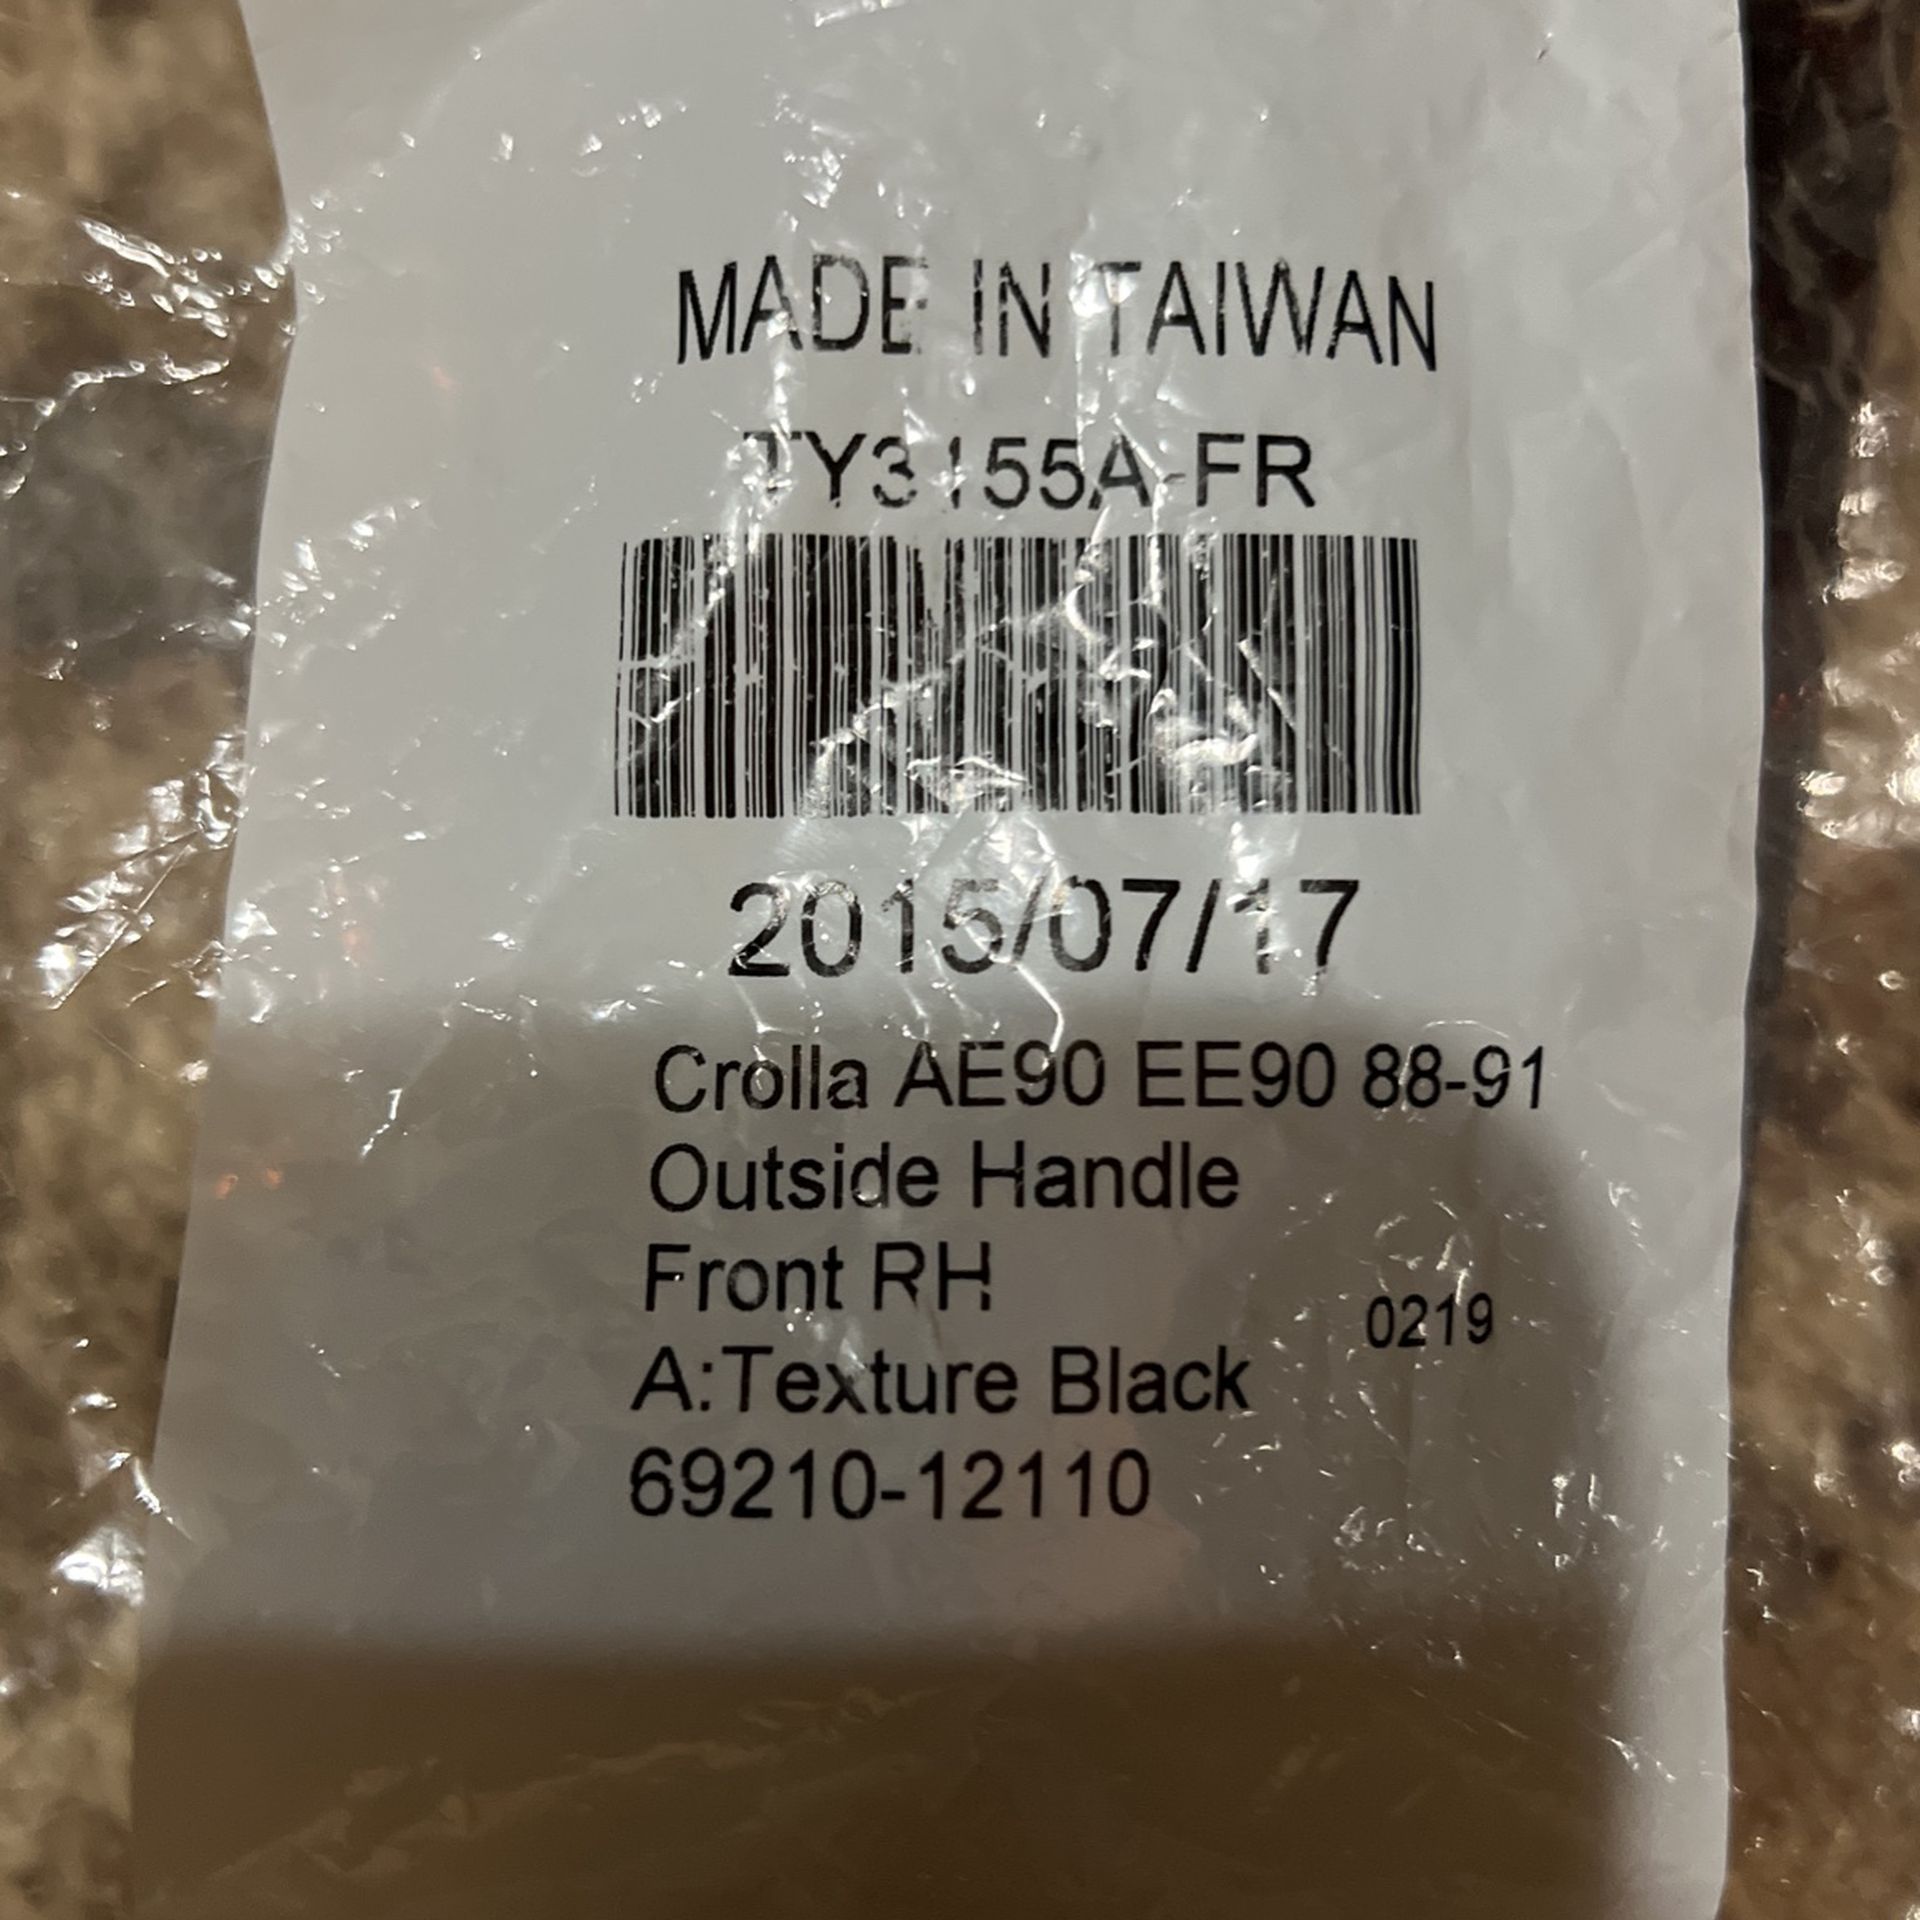 MADE IN TAIWAN
TY3155A-FR
2015/07/17
Crolla AE90 EE90 88-91
Outside Handle
Front RH
0219
A:Texture Black
69210-12110